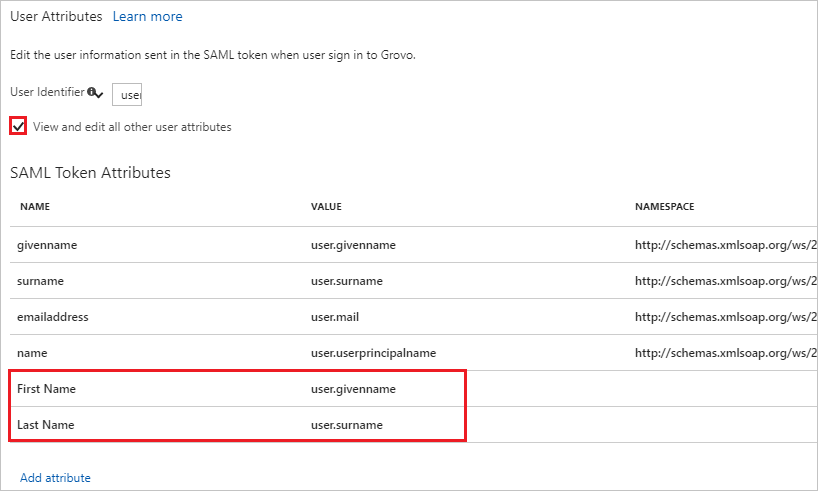 User Attributes Learn more
Edit the user information sent in the SAML token when user sign in to Grovo.
User Identifier user
View and edit all other user attributes
SAML Token Attributes
NAME VALUE NAMESPACE
givenname user.givenname http://schemas.xmlsoap.org/ws/2
surname user.surname http://schemas.xmlsoap.org/ws/2
emailaddress user.mail http://schemas.xmlsoap.org/ws/2
name user.userprincipalname http://schemas.xmlsoap.org/ws/2
First Name user.givenname
Last Name user.surname
Add attribute